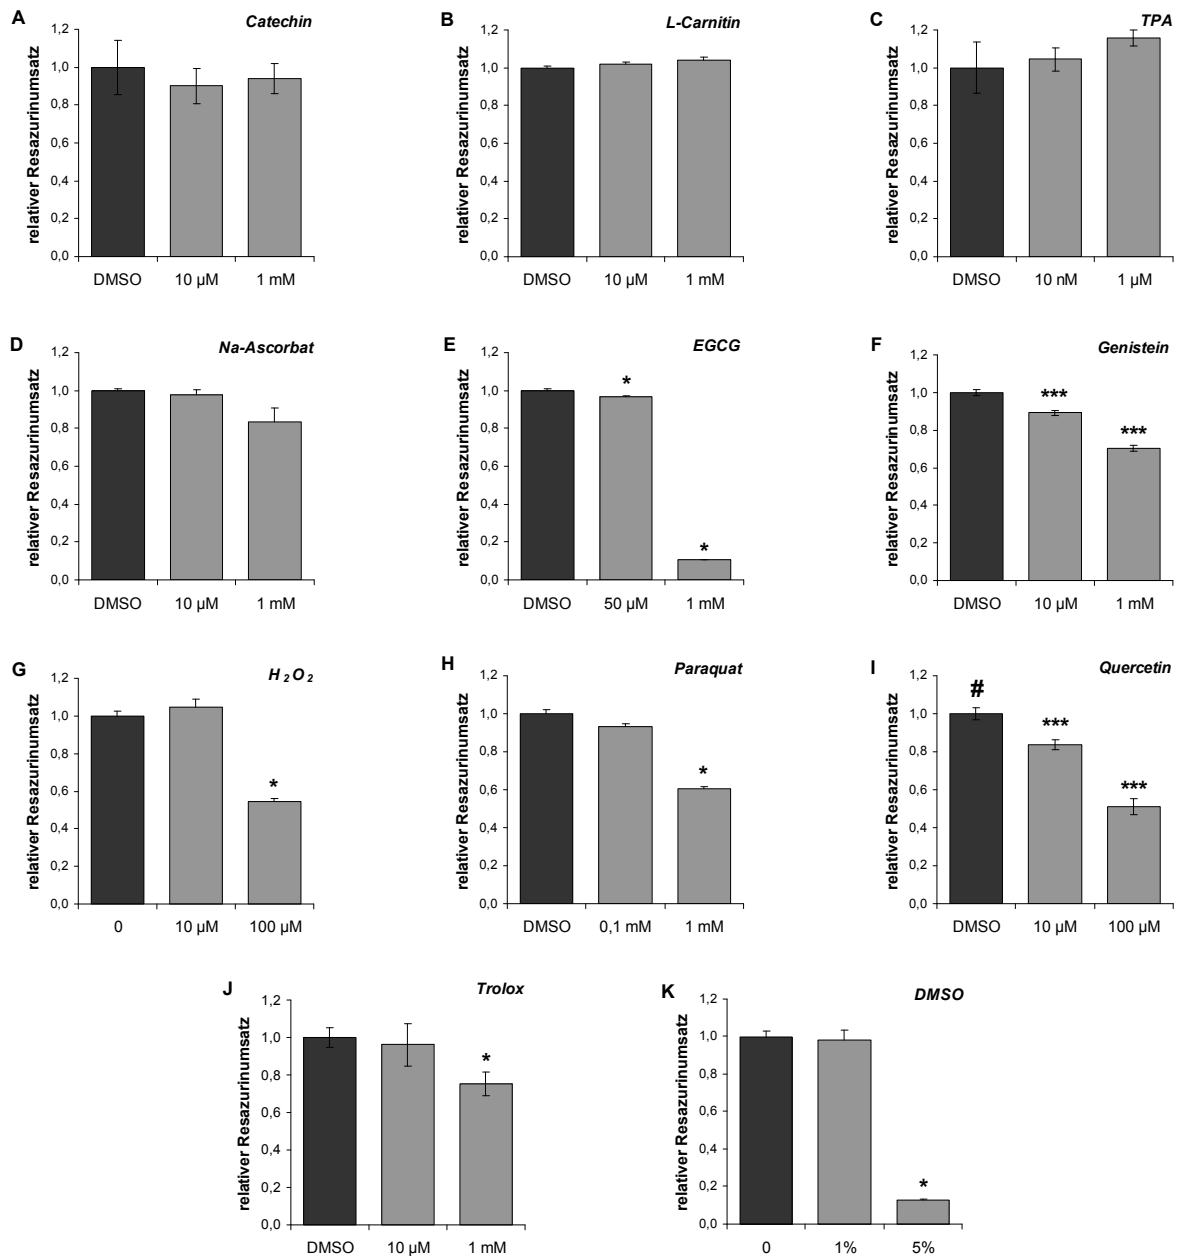 A
Catechin
relativer Resazurinumsatz
1,2
1,0
0,8
0,6
0,4
0,2
0,0
DMSO 10 µM 1 mM
B
L-Carnitin
relativer Resazurinumsatz
1,2
1,0
0,8
0,6
0,4
0,2
0,0
DMSO 10 µM 1 mM
C
TPA
relativer Resazurinumsatz
1,2
1,0
0,8
0,6
0,4
0,2
0,0
DMSO 10 nM 1 µM
D
Na-Ascorbat
relativer Resazurinumsatz
1,2
1,0
0,8
0,6
0,4
0,2
0,0
DMSO 10 µM 1 mM
E
EGCG
relativer Resazurinumsatz
1,2
1,0
0,8
0,6
0,4
0,2
0,0
*
*
DMSO 50 µM 1 mM
F
Genistein
relativer Resazurinumsatz
1,2
1,0
0,8
0,6
0,4
0,2
0,0
***
***
DMSO 10 µM 1 mM
G
H₂O₂
relativer Resazurinumsatz
1,2
1,0
0,8
0,6
0,4
0,2
0,0
*
0 10 µM 100 µM
H
Paraquat
relativer Resazurinumsatz
1,2
1,0
0,8
0,6
0,4
0,2
0,0
*
DMSO 0,1 mM 1 mM
I
Quercetin
relativer Resazurinumsatz
1,2
1,0
0,8
0,6
0,4
0,2
0,0
#
***
***
DMSO 10 µM 100 µM
J
Trolox
relativer Resazurinumsatz
1,2
1,0
0,8
0,6
0,4
0,2
0,0
*
DMSO 10 µM 1 mM
K
DMSO
relativer Resazurinumsatz
1,2
1,0
0,8
0,6
0,4
0,2
0,0
*
0 1% 5%